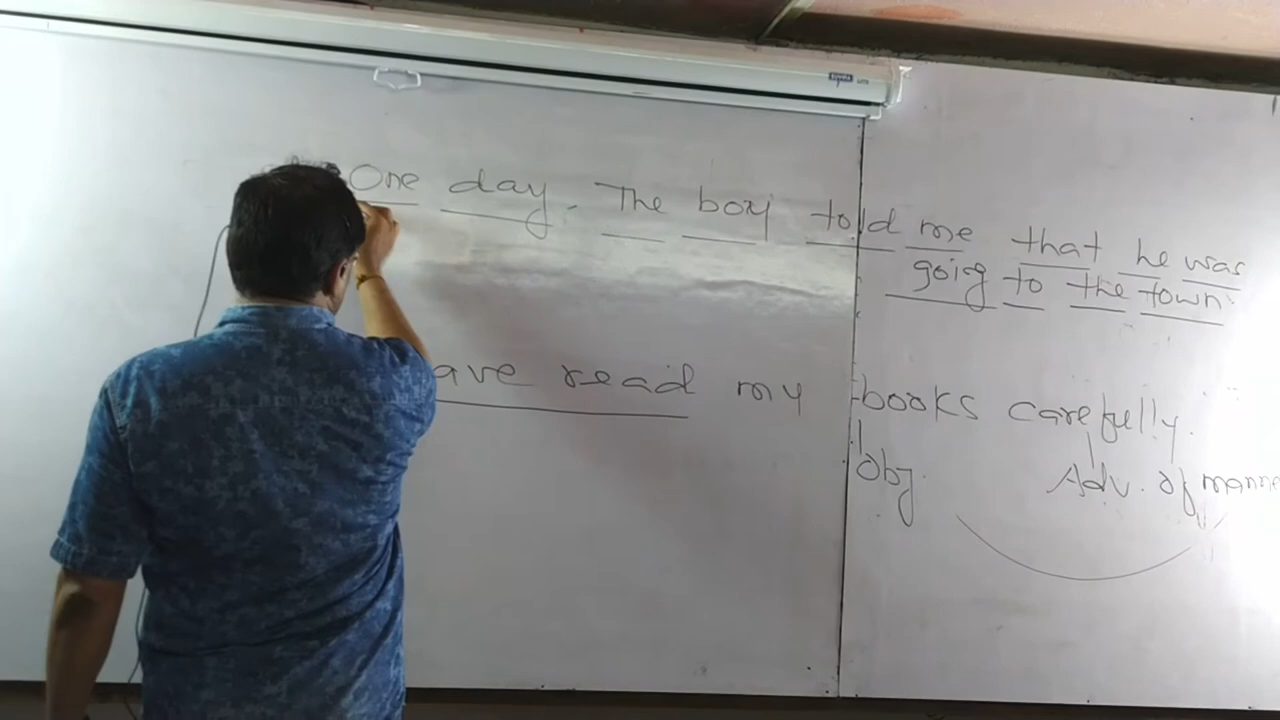 One day. The boy told me that he was
going to the town.
ave read my books carefully.
Obj. Adv. of manne